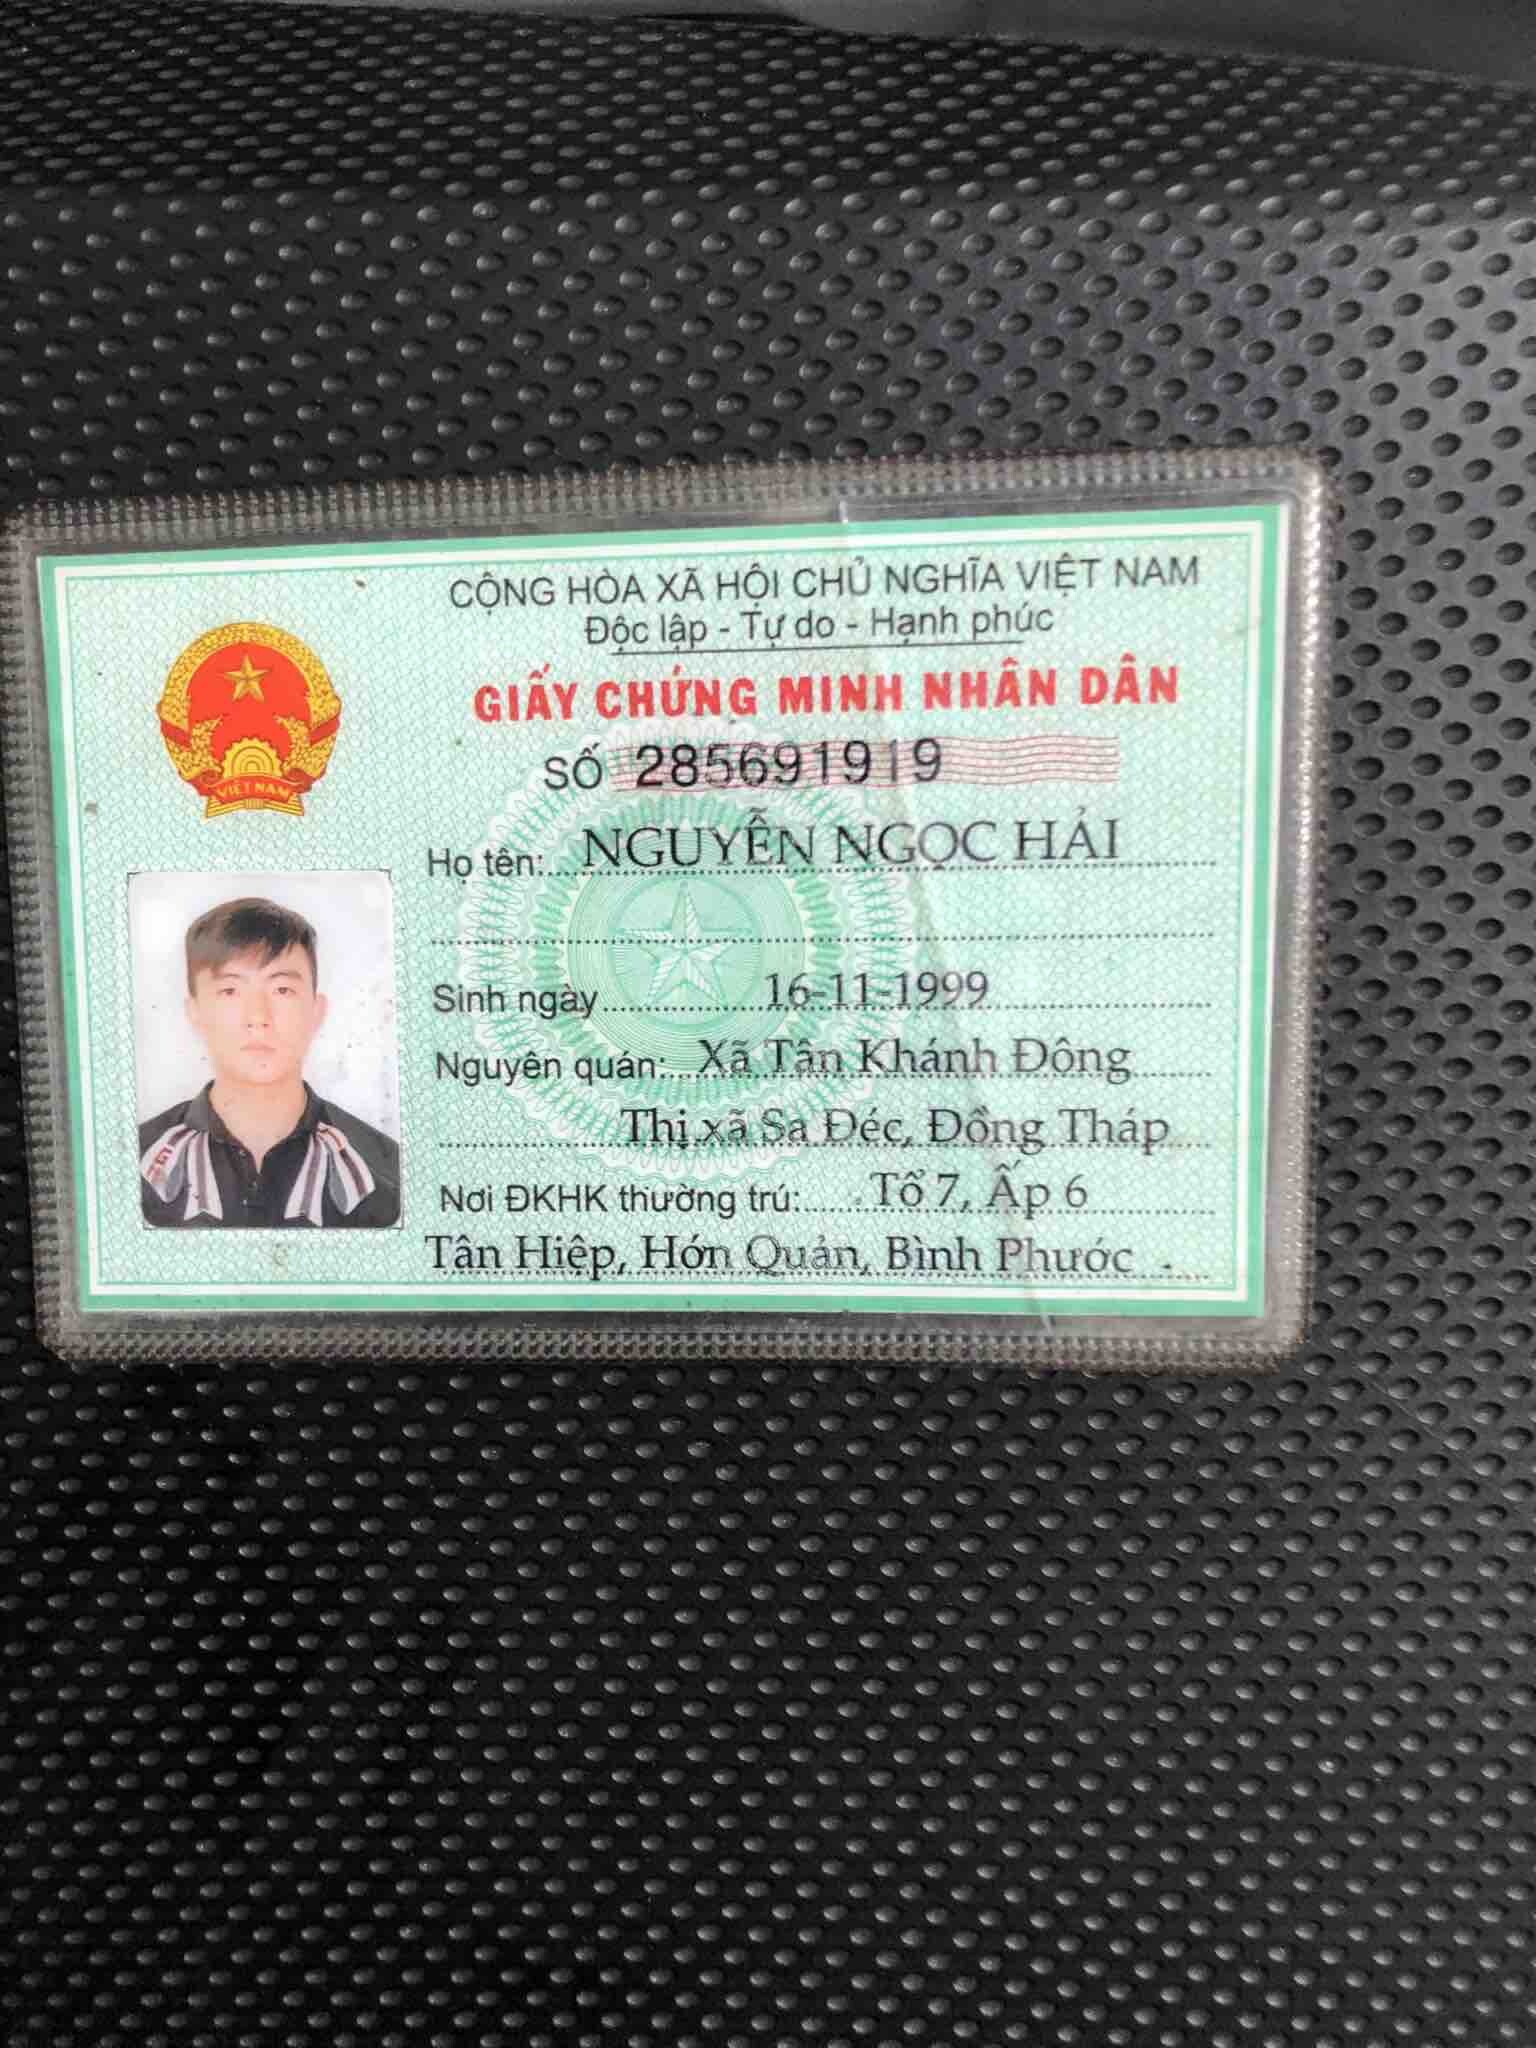 CỘNG HÒA XÃ HỘI CHỦ NGHĨA VIỆT NAM
Độc lập - Tự do - Hạnh phúc
GIẤY CHỨNG MINH NHÂN DÂN
SỐ 285691919
VIỆT NAM
Họ tên: NGUYỄN NGỌC HẢI
Sinh ngày 16-11-1999
Nguyên quán: Xã Tân Khánh Đông
Thị xã Sa Đéc, Đồng Tháp
Nơi ĐKHK thường trú: Tổ 7, Ấp 6
Tân Hiệp, Hớn Quản, Bình Phước